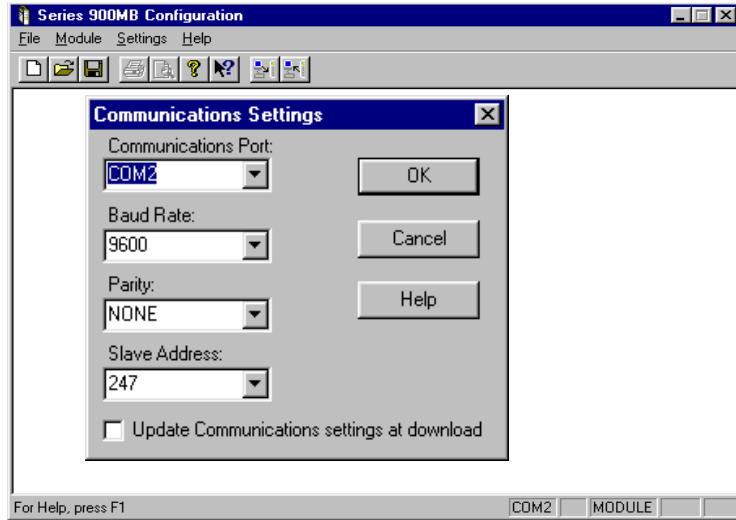 Series 900MB Configuration
File Module Settings Help
Communications Settings
Communications Port:
COM2
OK
Baud Rate:
9600
Cancel
Parity:
NONE
Help
Slave Address:
247
Update Communications settings at download
For Help, press F1
COM2
MODULE